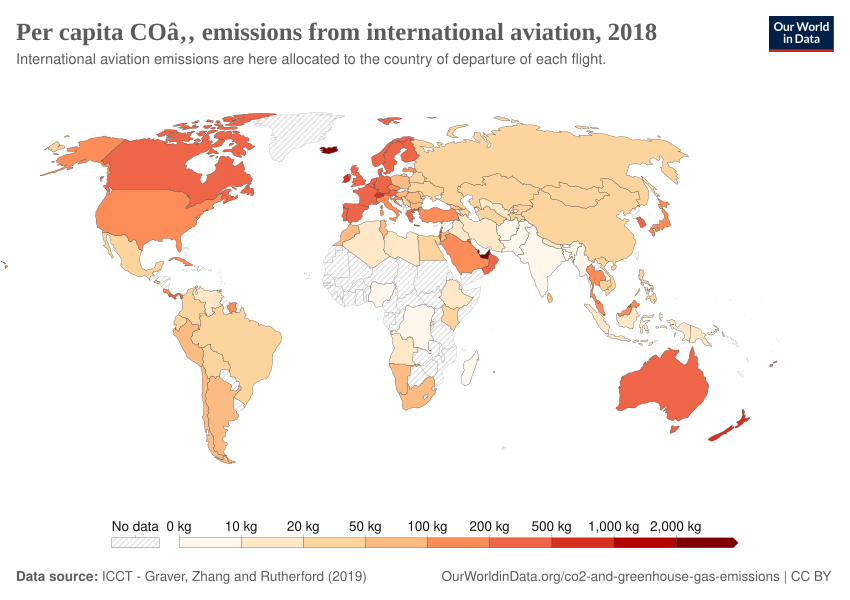 Per capita COâ‚‚ emissions from international aviation, 2018
International aviation emissions are here allocated to the country of departure of each flight.
Our World
in Data
No data
0 kg
10 kg
20 kg
50 kg
100 kg
200 kg
500 kg
1,000 kg
2,000 kg
Data source: ICCT - Graver, Zhang and Rutherford (2019)
OurWorldinData.org/co2-and-greenhouse-gas-emissions | CC BY